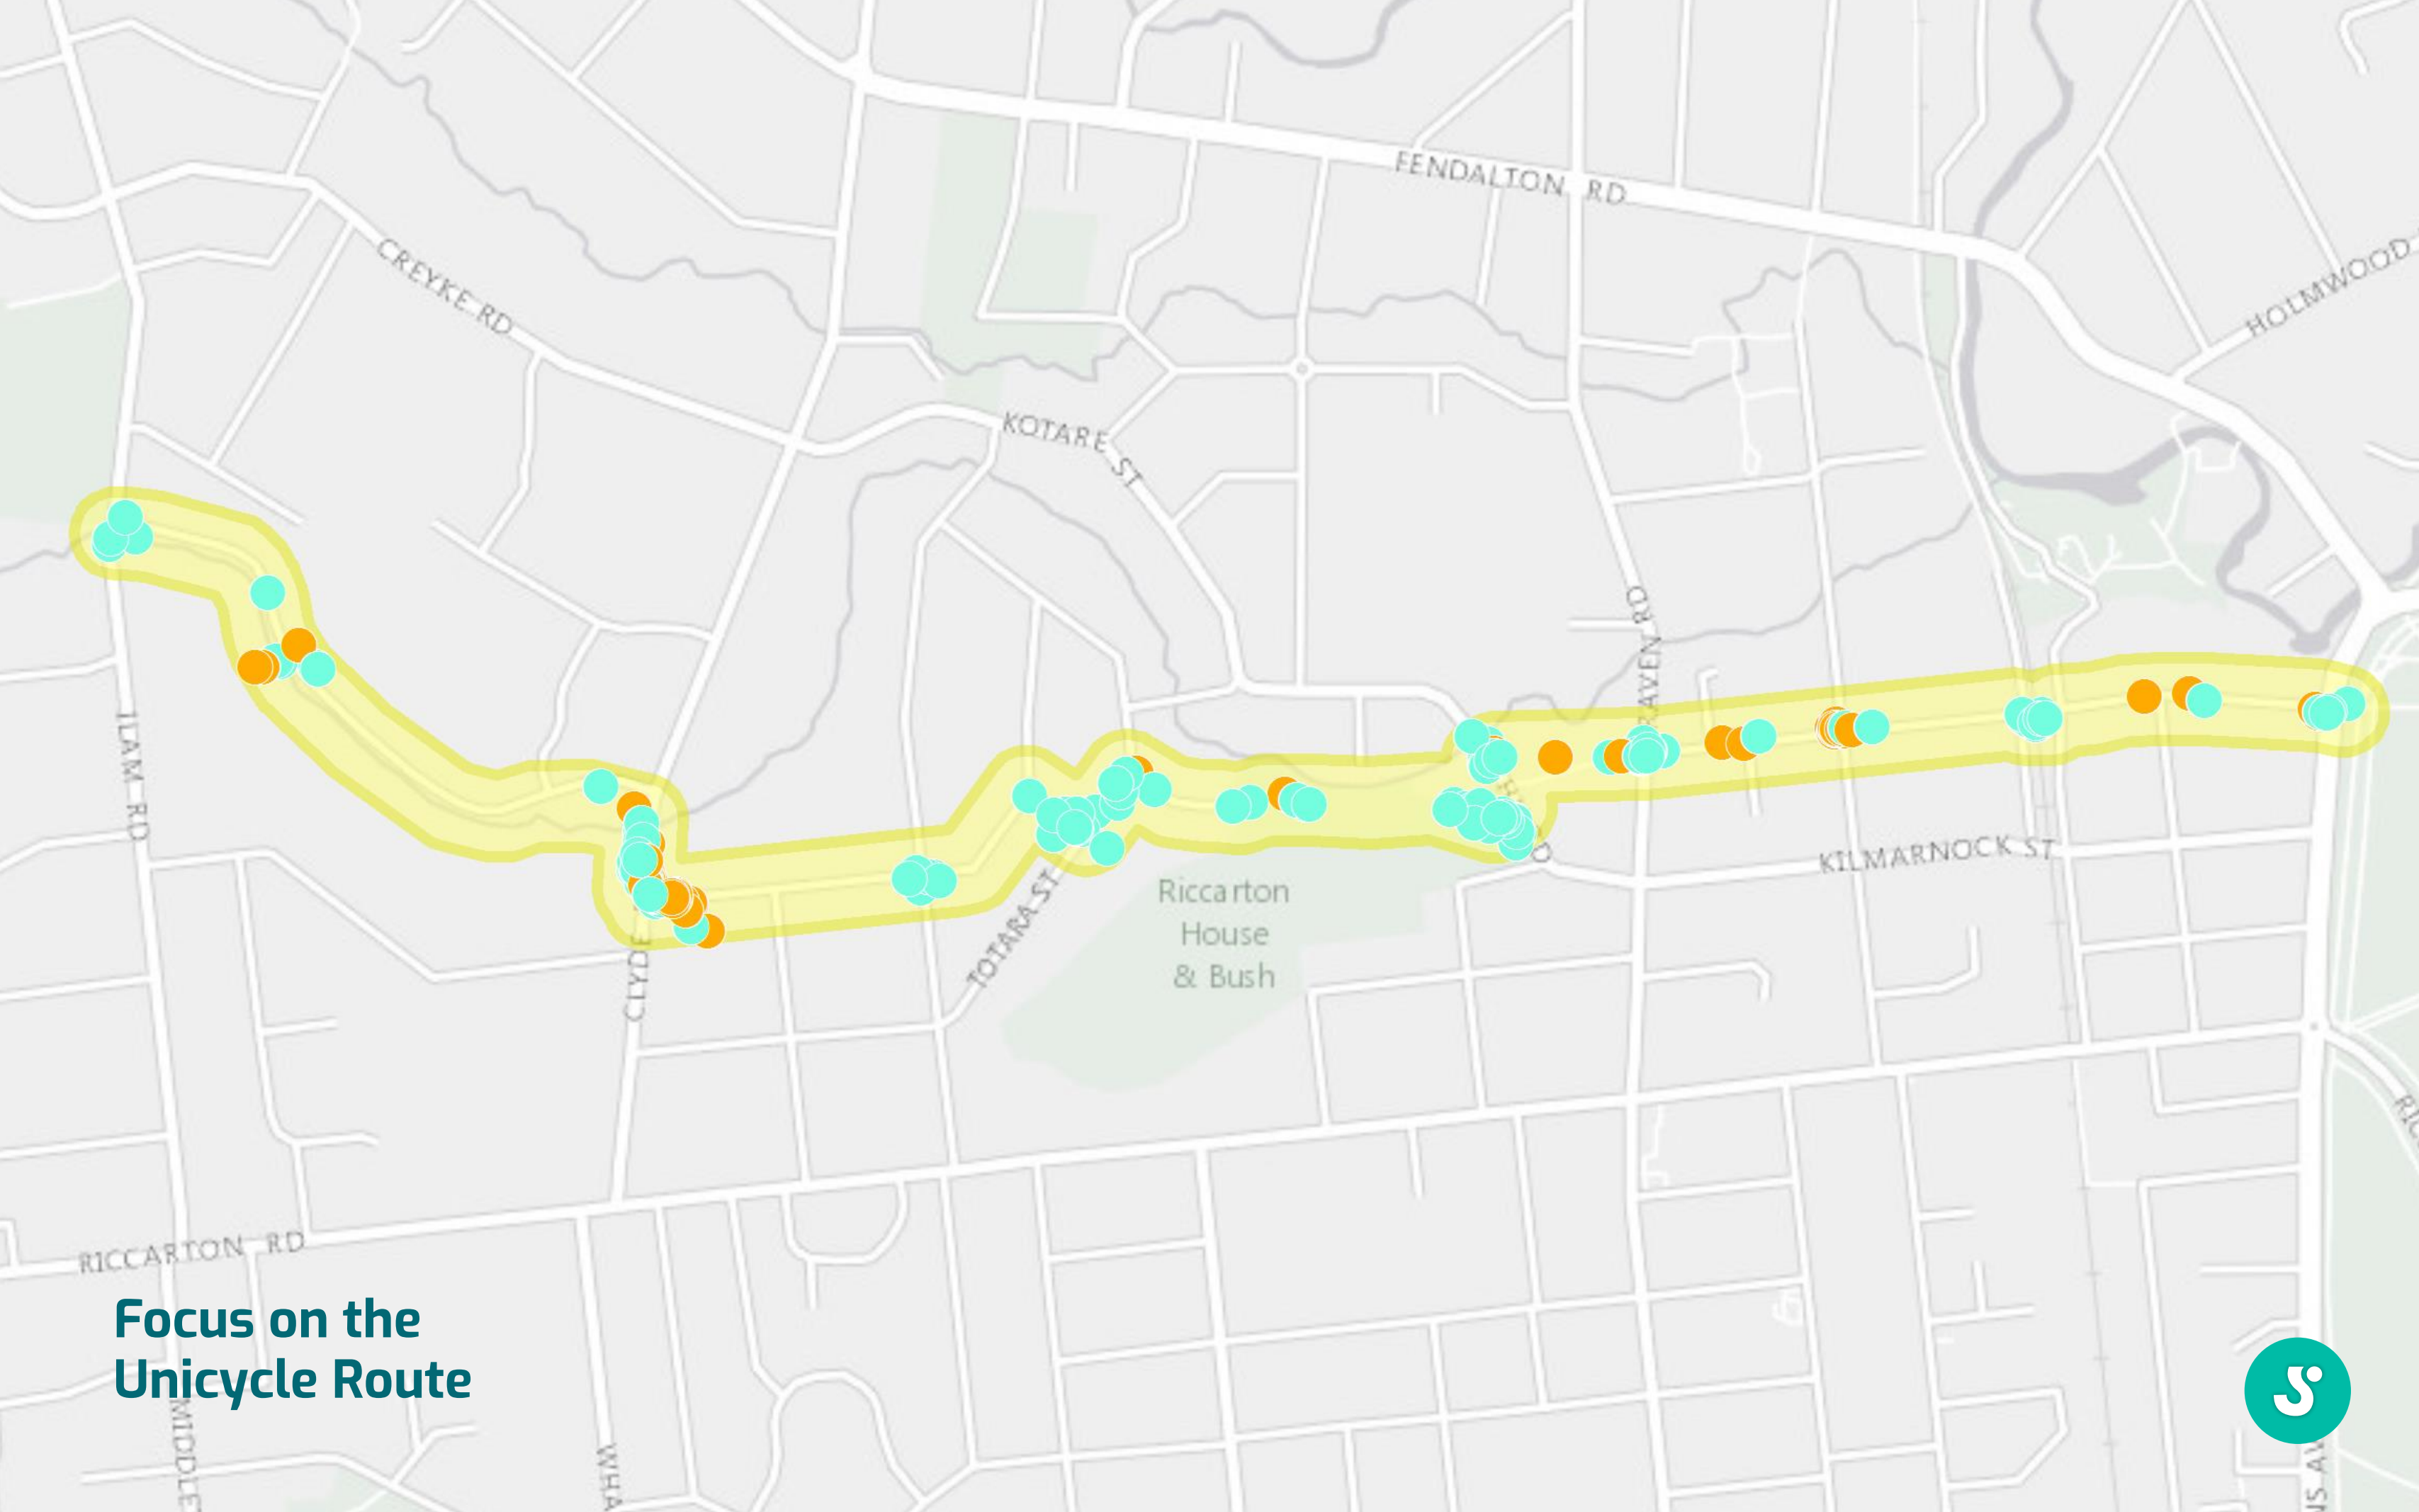 FENDALTON RD
HOLMWOOD
CREYKE RD
KOTARE ST
ILAM RD
KILMARNOCK ST
Riccarton
House
& Bush
TOTARA ST
CLYDE
RICCARTON RD
Focus on the
Unicycle Route